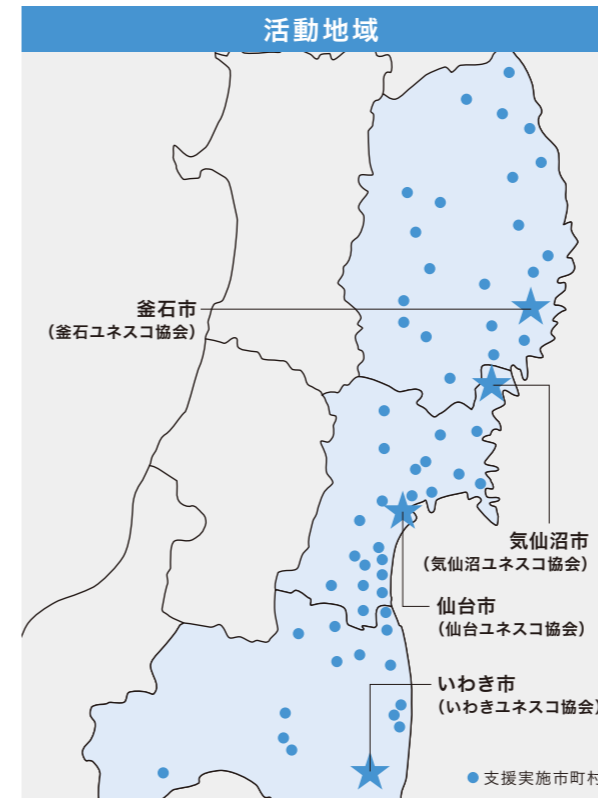 活動地域
釜石市
（釜石ユネスコ協会）
気仙沼市
（気仙沼ユネスコ協会）
仙台市
（仙台ユネスコ協会）
いわき市
（いわきユネスコ協会）
支援実施市町村